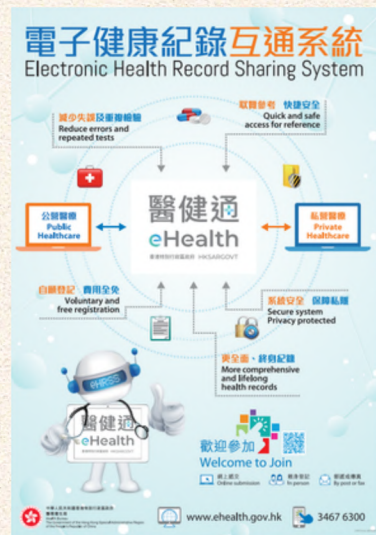 電子健康紀錄互通系統
Electronic Health Record Sharing System
減少失誤及重複檢驗
Reduce errors and
repeated tests
取覽參考 快捷安全
Quick and safe
access for reference
公營醫療
Public
Healthcare
醫健通
eHealth
香港特別行政區政府 HKSARGOVT
私營醫療
Private
Healthcare
自願登記 費用全免
Voluntary and
free registration
系統安全 保障私隱
Secure system
Privacy protected
更全面、終身紀錄
More comprehensive
and lifelong
health records
eHRSS
醫健通
eHealth
歡迎參加
Welcome to Join
網上遞交
Online submission
親身登記
In person
郵遞或傳真
By post or fax
www.ehealth.gov.hk
3467 6300